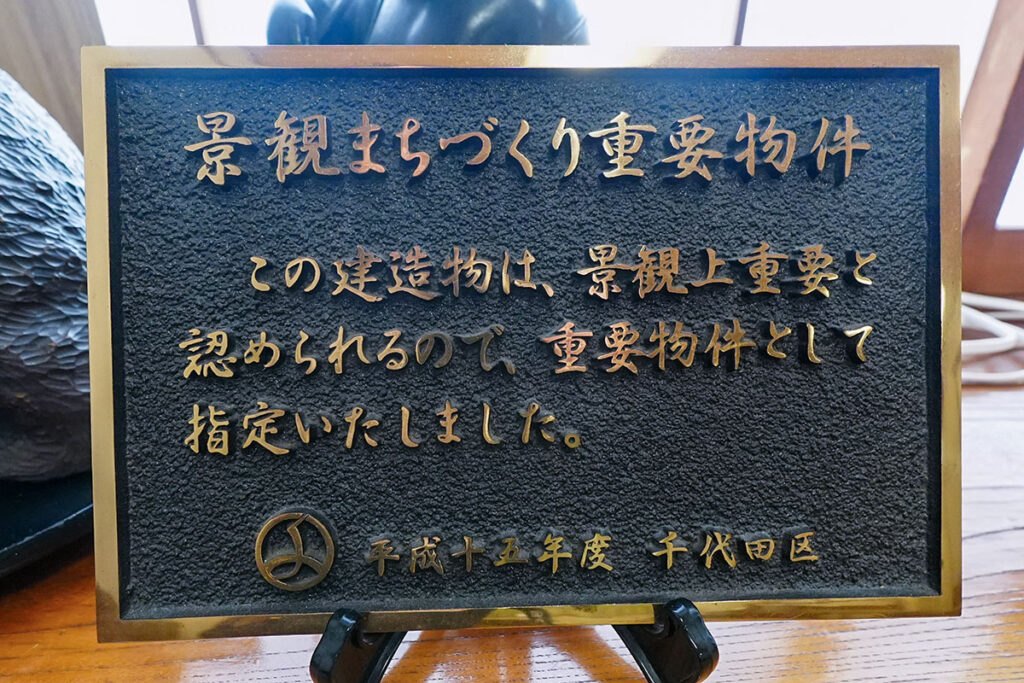 景観まちづくり重要物件
この建造物は、景観上重要と
認められるので、重要物件として
指定いたしました。
平成十五年度 千代田区